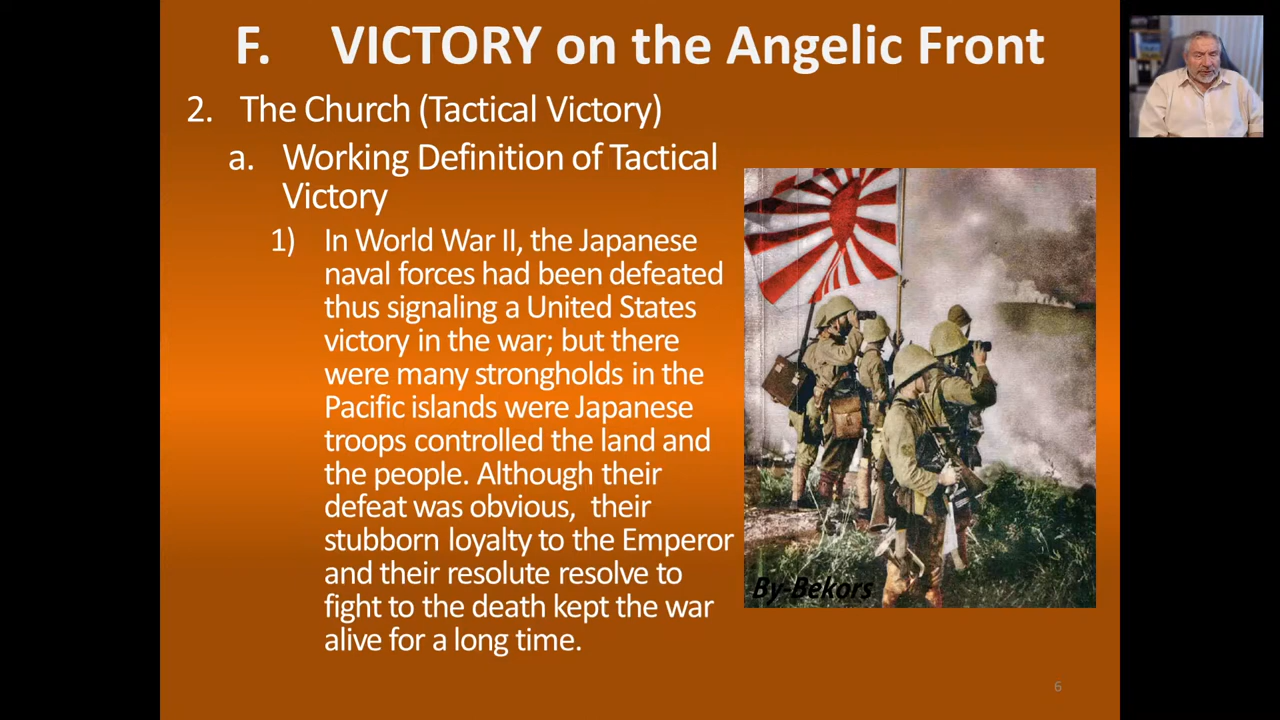 F. VICTORY on the Angelic Front
2. The Church (Tactical Victory)
a. Working Definition of Tactical
Victory
1) In World War II, the Japanese
naval forces had been defeated
thus signaling a United States
victory in the war; but there
were many strongholds in the
Pacific islands were Japanese
troops controlled the land and
the people. Although their
defeat was obvious, their
stubborn loyalty to the Emperor
and their resolute resolve to
fight to the death kept the war
alive for a long time.
By-Bekors
6